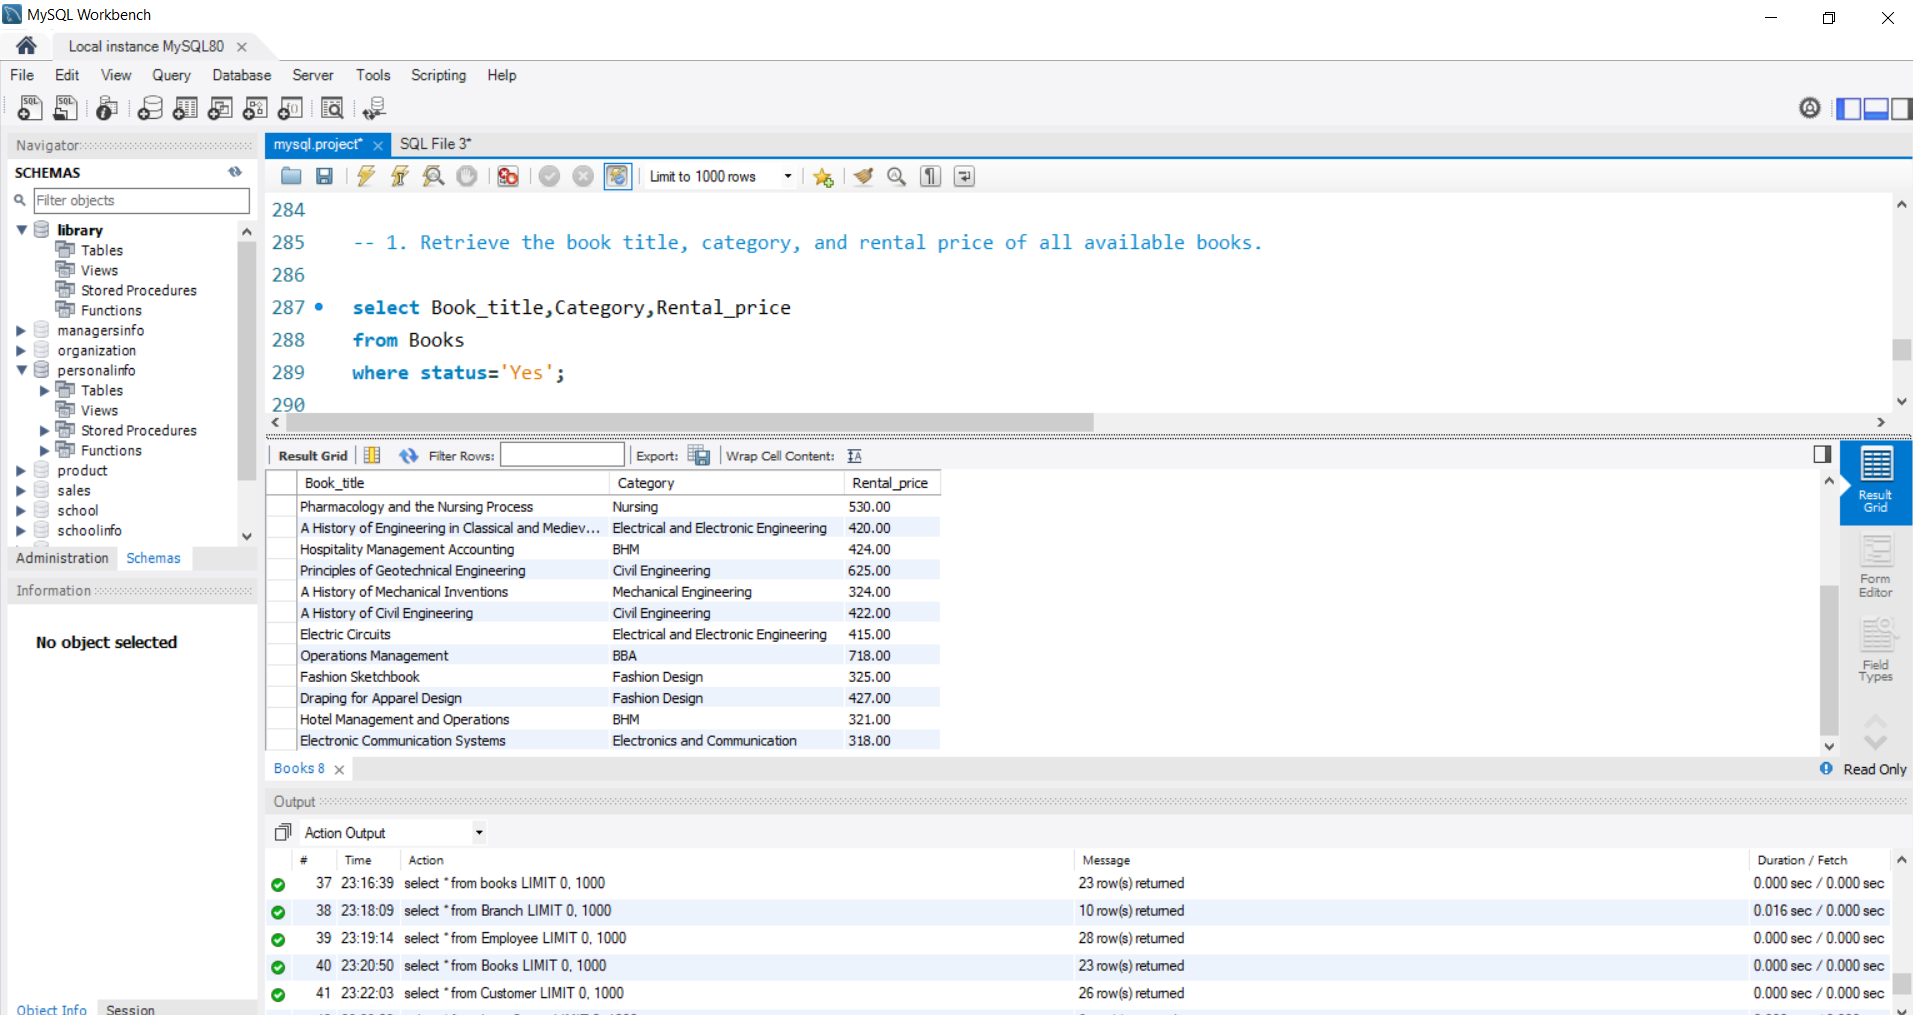 MySQL Workbench
Local instance MySQL80
File Edit View Query Database Server Tools Scripting Help
Navigator
SCHEMAS
Filter objects
library
Tables
Views
Stored Procedures
Functions
managersinfo
organization
personalinfo
Tables
Views
Stored Procedures
Functions
product
sales
school
schoolinfo
Administration Schemas
Information
No object selected
Object Info Session
mysql.project* SQL File 3*
Limit to 1000 rows
284
285 -- 1. Retrieve the book title, category, and rental price of all available books.
286
287 select Book_title,Category,Rental_price
288 from Books
289 where status='Yes';
290
Result Grid Filter Rows: Export: Wrap Cell Content:
Book_title Category Rental_price
Pharmacology and the Nursing Process Nursing 530.00
A History of Engineering in Classical and Mediev... Electrical and Electronic Engineering 420.00
Hospitality Management Accounting BHM 424.00
Principles of Geotechnical Engineering Civil Engineering 625.00
A History of Mechanical Inventions Mechanical Engineering 324.00
A History of Civil Engineering Civil Engineering 422.00
Electric Circuits Electrical and Electronic Engineering 415.00
Operations Management BBA 718.00
Fashion Sketchbook Fashion Design 325.00
Draping for Apparel Design Fashion Design 427.00
Hotel Management and Operations BHM 321.00
Electronic Communication Systems Electronics and Communication 318.00
Result
Grid
Form
Editor
Field
Types
Books 8
Read Only
Output
Action Output
# Time Action Message Duration / Fetch
37 23:16:39 select * from books LIMIT 0, 1000 23 row(s) returned 0.000 sec / 0.000 sec
38 23:18:09 select * from Branch LIMIT 0, 1000 10 row(s) returned 0.016 sec / 0.000 sec
39 23:19:14 select * from Employee LIMIT 0, 1000 28 row(s) returned 0.000 sec / 0.000 sec
40 23:20:50 select * from Books LIMIT 0, 1000 23 row(s) returned 0.000 sec / 0.000 sec
41 23:22:03 select * from Customer LIMIT 0, 1000 26 row(s) returned 0.000 sec / 0.000 sec